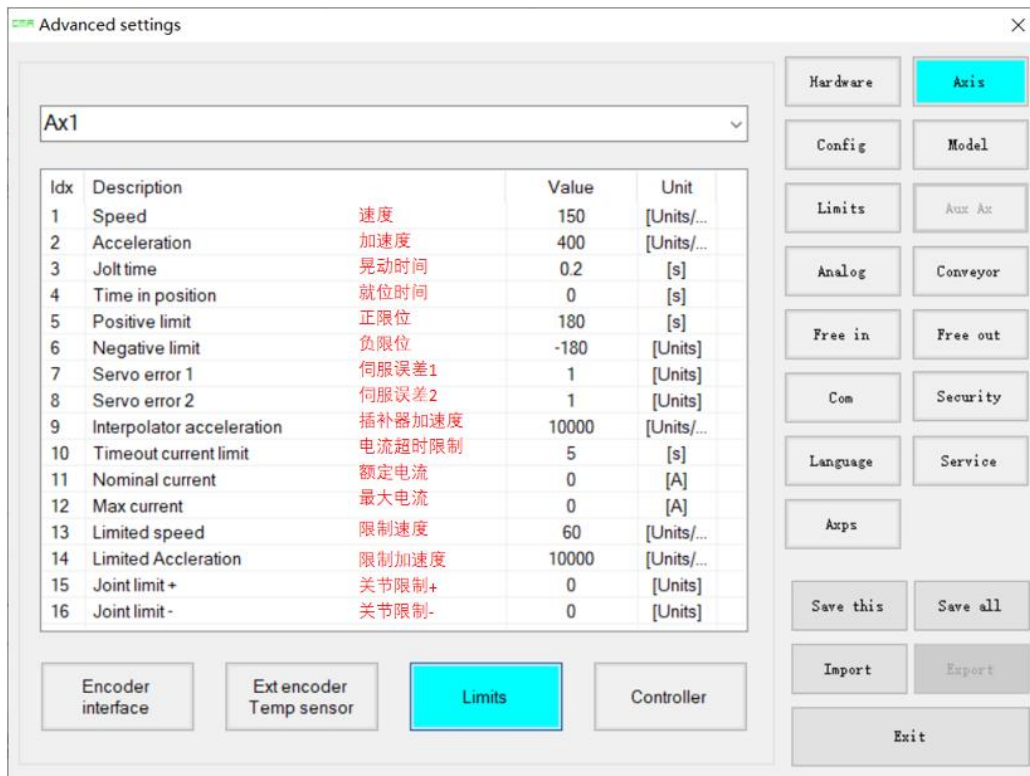 CMA Advanced settings
Ax1
Idx Description Value Unit
1 Speed 速度 150 [Units/...
2 Acceleration 加速度 400 [Units/...
3 Jolt time 晃动时间 0.2 [s]
4 Time in position 就位时间 0 [s]
5 Positive limit 正限位 180 [s]
6 Negative limit 负限位 -180 [Units]
7 Servo error 1 伺服误差1 1 [Units]
8 Servo error 2 伺服误差2 1 [Units]
9 Interpolator acceleration 插补器加速度 10000 [Units/...
10 Timeout current limit 电流超时限制 5 [s]
11 Nominal current 额定电流 0 [A]
12 Max current 最大电流 0 [A]
13 Limited speed 限制速度 60 [Units/...
14 Limited Accleration 限制加速度 10000 [Units/...
15 Joint limit + 关节限制+ 0 [Units]
16 Joint limit - 关节限制- 0 [Units]
Encoder
interface
Ext encoder
Temp sensor
Limits
Controller
Hardware
Axis
Config
Model
Limits
Aux Ax
Analog
Conveyor
Free in
Free out
Com
Security
Language
Service
Axps
Save this
Save all
Import
Export
Exit